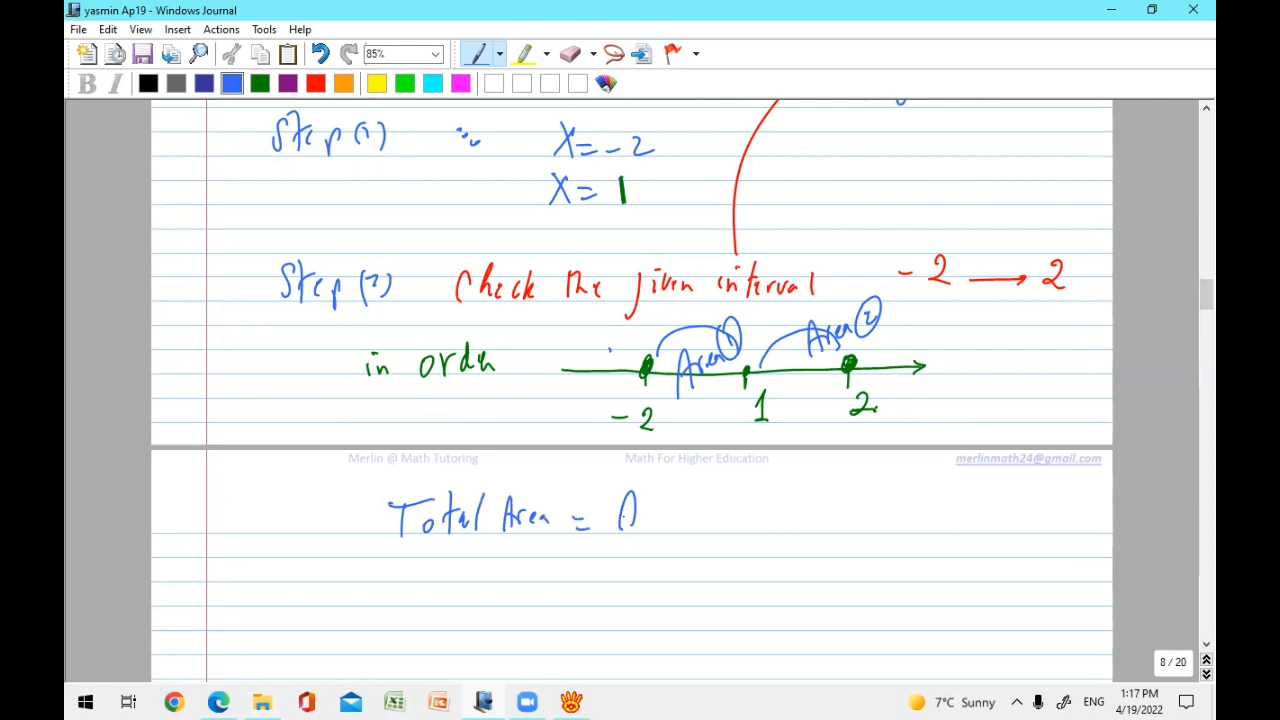 yasmin Ap19 - Windows Journal
File Edit View Insert Actions Tools Help
85%
B I
Step (1) ∵ X = - 2
X = 1
Step (2) Check the given interval - 2 → 2
Area (1) Area (2)
in order
- 2 1 2
Merlin @ Math Tutoring Math For Higher Education merlinmath24@gmail.com
Total Area = A
8 / 20
7°C Sunny ENG 1:17 PM
4/19/2022